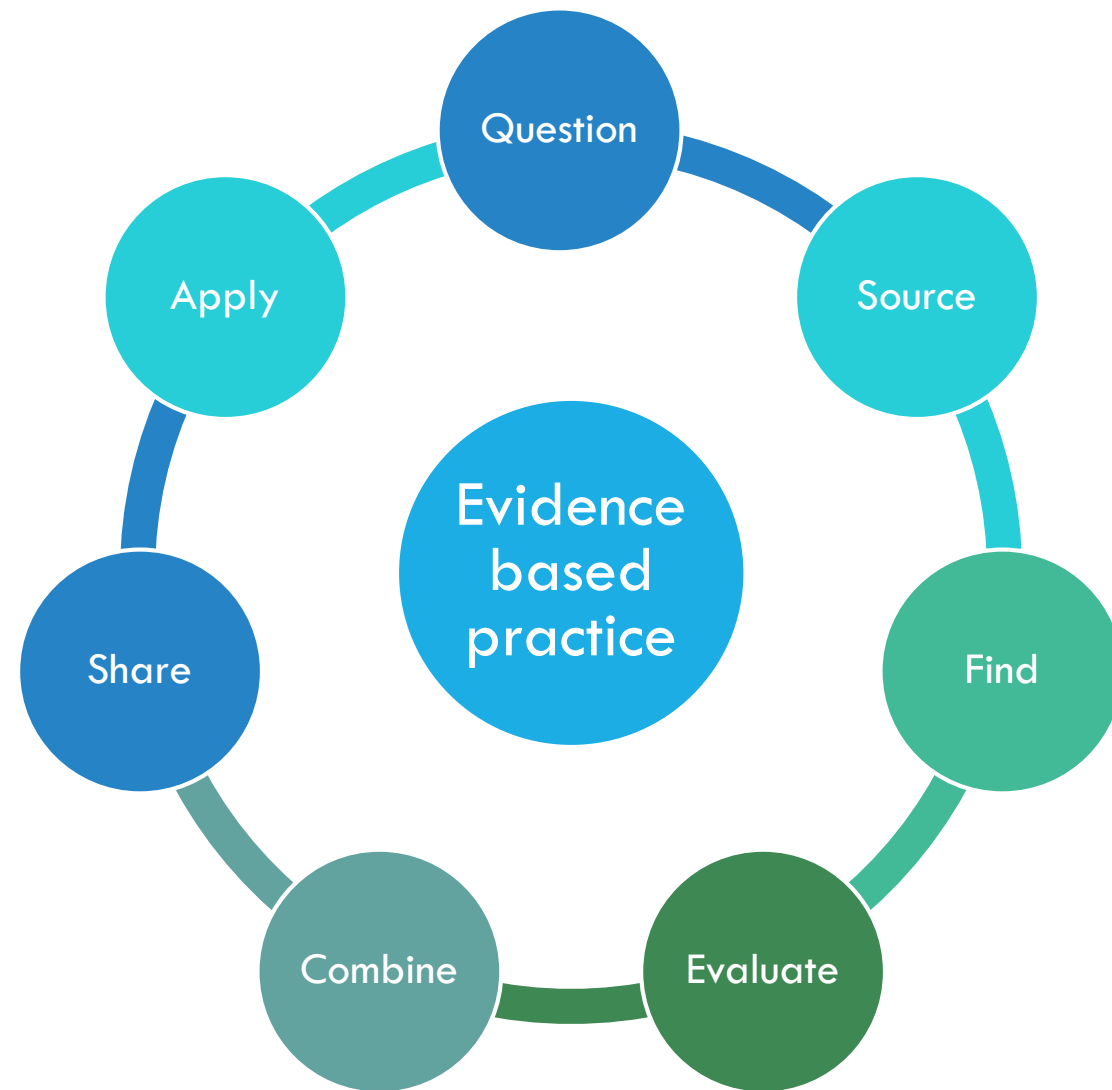 Question
Source
Find
Evaluate
Combine
Share
Apply
Evidence
based
practice